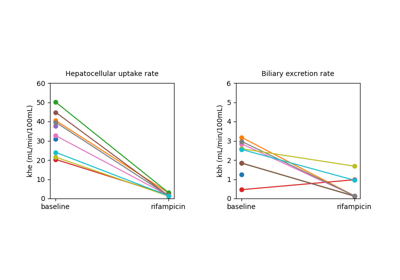 Hepatocellular uptake rate
khe (mL/min/100mL)
60
50
40
30
20
10
0
baseline rifampicin
Biliary excretion rate
kbh (mL/min/100mL)
6
5
4
3
2
1
0
baseline rifampicin